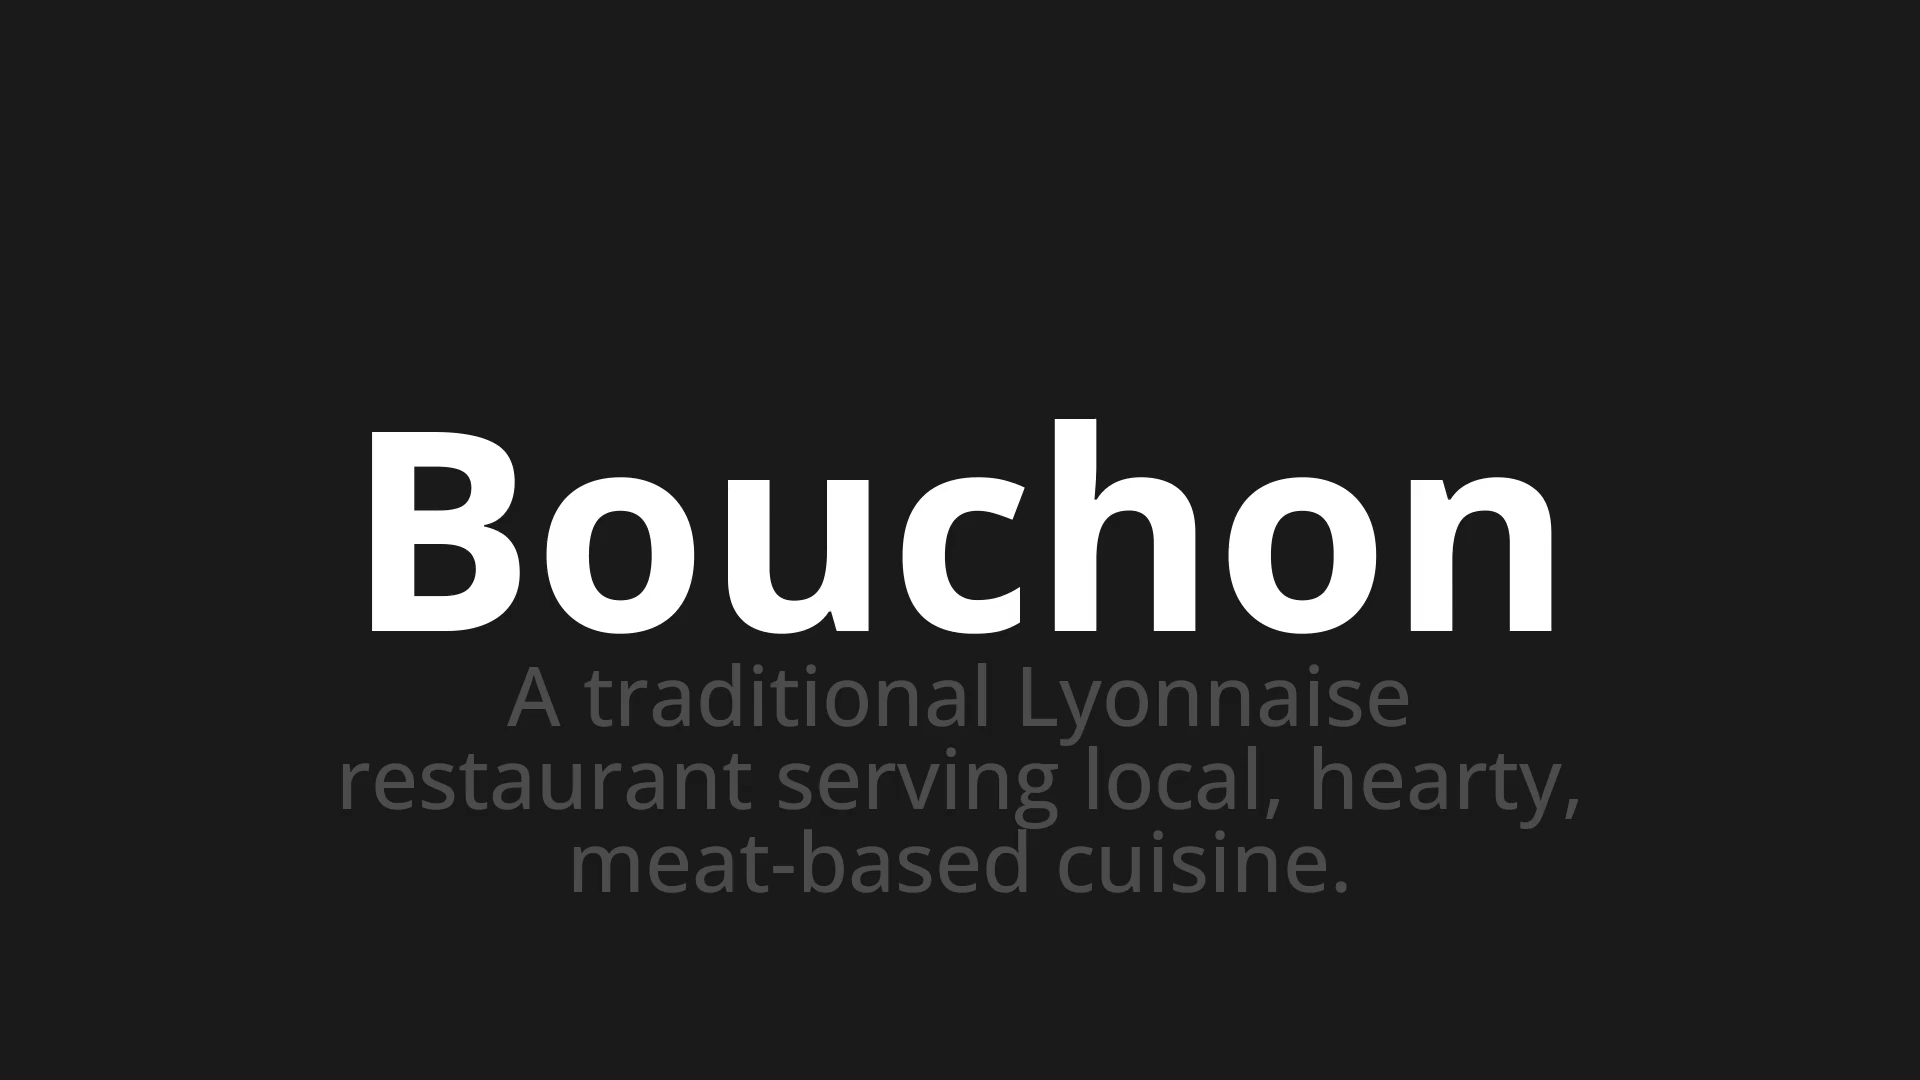 Bouchon
A traditional Lyonnaise
restaurant serving local, hearty,
meat-based cuisine.